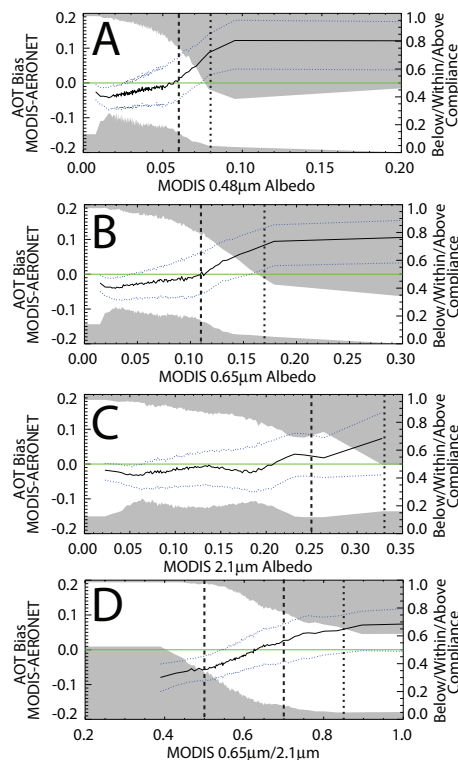 A
0.2
0.1
0.0
-0.1
-0.2
AOT Bias
MODIS-AERONET
1.0
0.8
0.6
0.4
0.2
0.0
Below/Within/Above
Compliance
0.00 0.05 0.10 0.15 0.20
MODIS 0.48µm Albedo
B
0.2
0.1
0.0
-0.1
-0.2
AOT Bias
MODIS-AERONET
1.0
0.8
0.6
0.4
0.2
0.0
Below/Within/Above
Compliance
0.00 0.05 0.10 0.15 0.20 0.25 0.30
MODIS 0.65µm Albedo
C
0.2
0.1
0.0
-0.1
-0.2
AOT Bias
MODIS-AERONET
1.0
0.8
0.6
0.4
0.2
0.0
Below/Within/Above
Compliance
0.00 0.05 0.10 0.15 0.20 0.25 0.30 0.35
MODIS 2.1µm Albedo
D
0.2
0.1
0.0
-0.1
-0.2
AOT Bias
MODIS-AERONET
1.0
0.8
0.6
0.4
0.2
0.0
Below/Within/Above
Compliance
0.2 0.4 0.6 0.8 1.0
MODIS 0.65µm/2.1µm